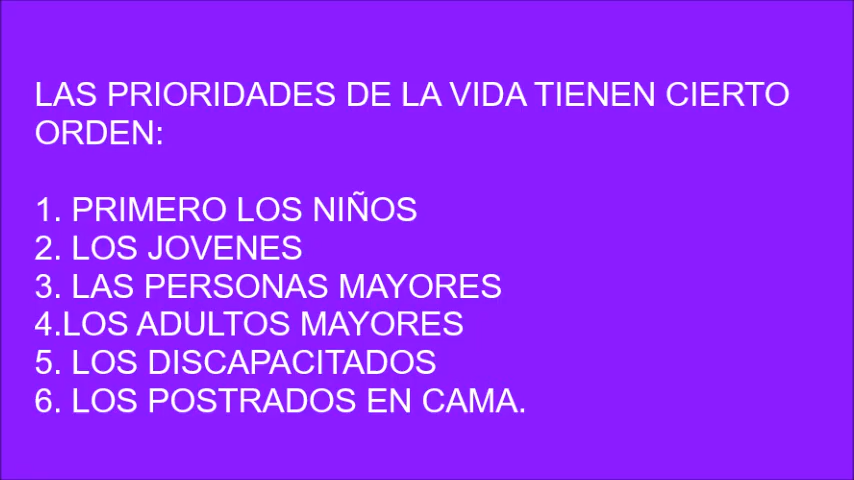 LAS PRIORIDADES DE LA VIDA TIENEN CIERTO
ORDEN:
1. PRIMERO LOS NIÑOS
2. LOS JOVENES
3. LAS PERSONAS MAYORES
4.LOS ADULTOS MAYORES
5. LOS DISCAPACITADOS
6. LOS POSTRADOS EN CAMA.